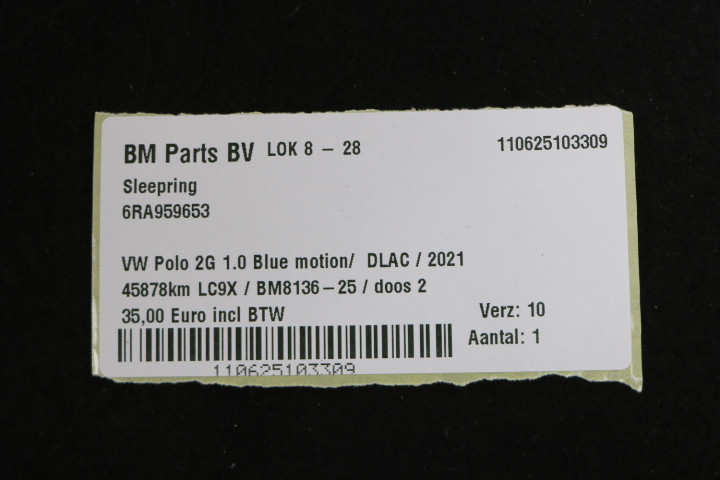 BM Parts BV LOK 8 - 28 110625103309
Sleepring
6RA959653
VW Polo 2G 1.0 Blue motion/ DLAC / 2021
45878km LC9X / BM8136-25 / doos 2
35,00 Euro incl BTW Verz: 10
Aantal: 1
110625103309